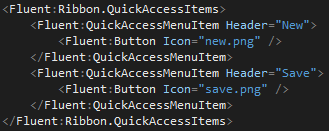 <Fluent:Ribbon.QuickAccessItems>
    <Fluent:QuickAccessMenuItem Header="New">
        <Fluent:Button Icon="new.png" />
    </Fluent:QuickAccessMenuItem>
    <Fluent:QuickAccessMenuItem Header="Save">
        <Fluent:Button Icon="save.png" />
    </Fluent:QuickAccessMenuItem>
</Fluent:Ribbon.QuickAccessItems>